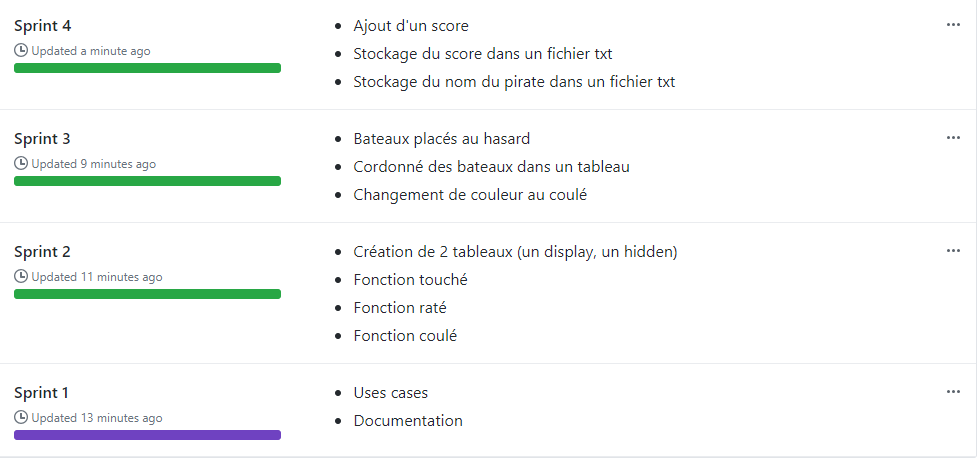 Sprint 4
Updated a minute ago
Ajout d'un score
Stockage du score dans un fichier txt
Stockage du nom du pirate dans un fichier txt
Sprint 3
Updated 9 minutes ago
Bateaux placés au hasard
Cordonné des bateaux dans un tableau
Changement de couleur au coulé
Sprint 2
Updated 11 minutes ago
Création de 2 tableaux (un display, un hidden)
Fonction touché
Fonction raté
Fonction coulé
Sprint 1
Updated 13 minutes ago
Uses cases
Documentation